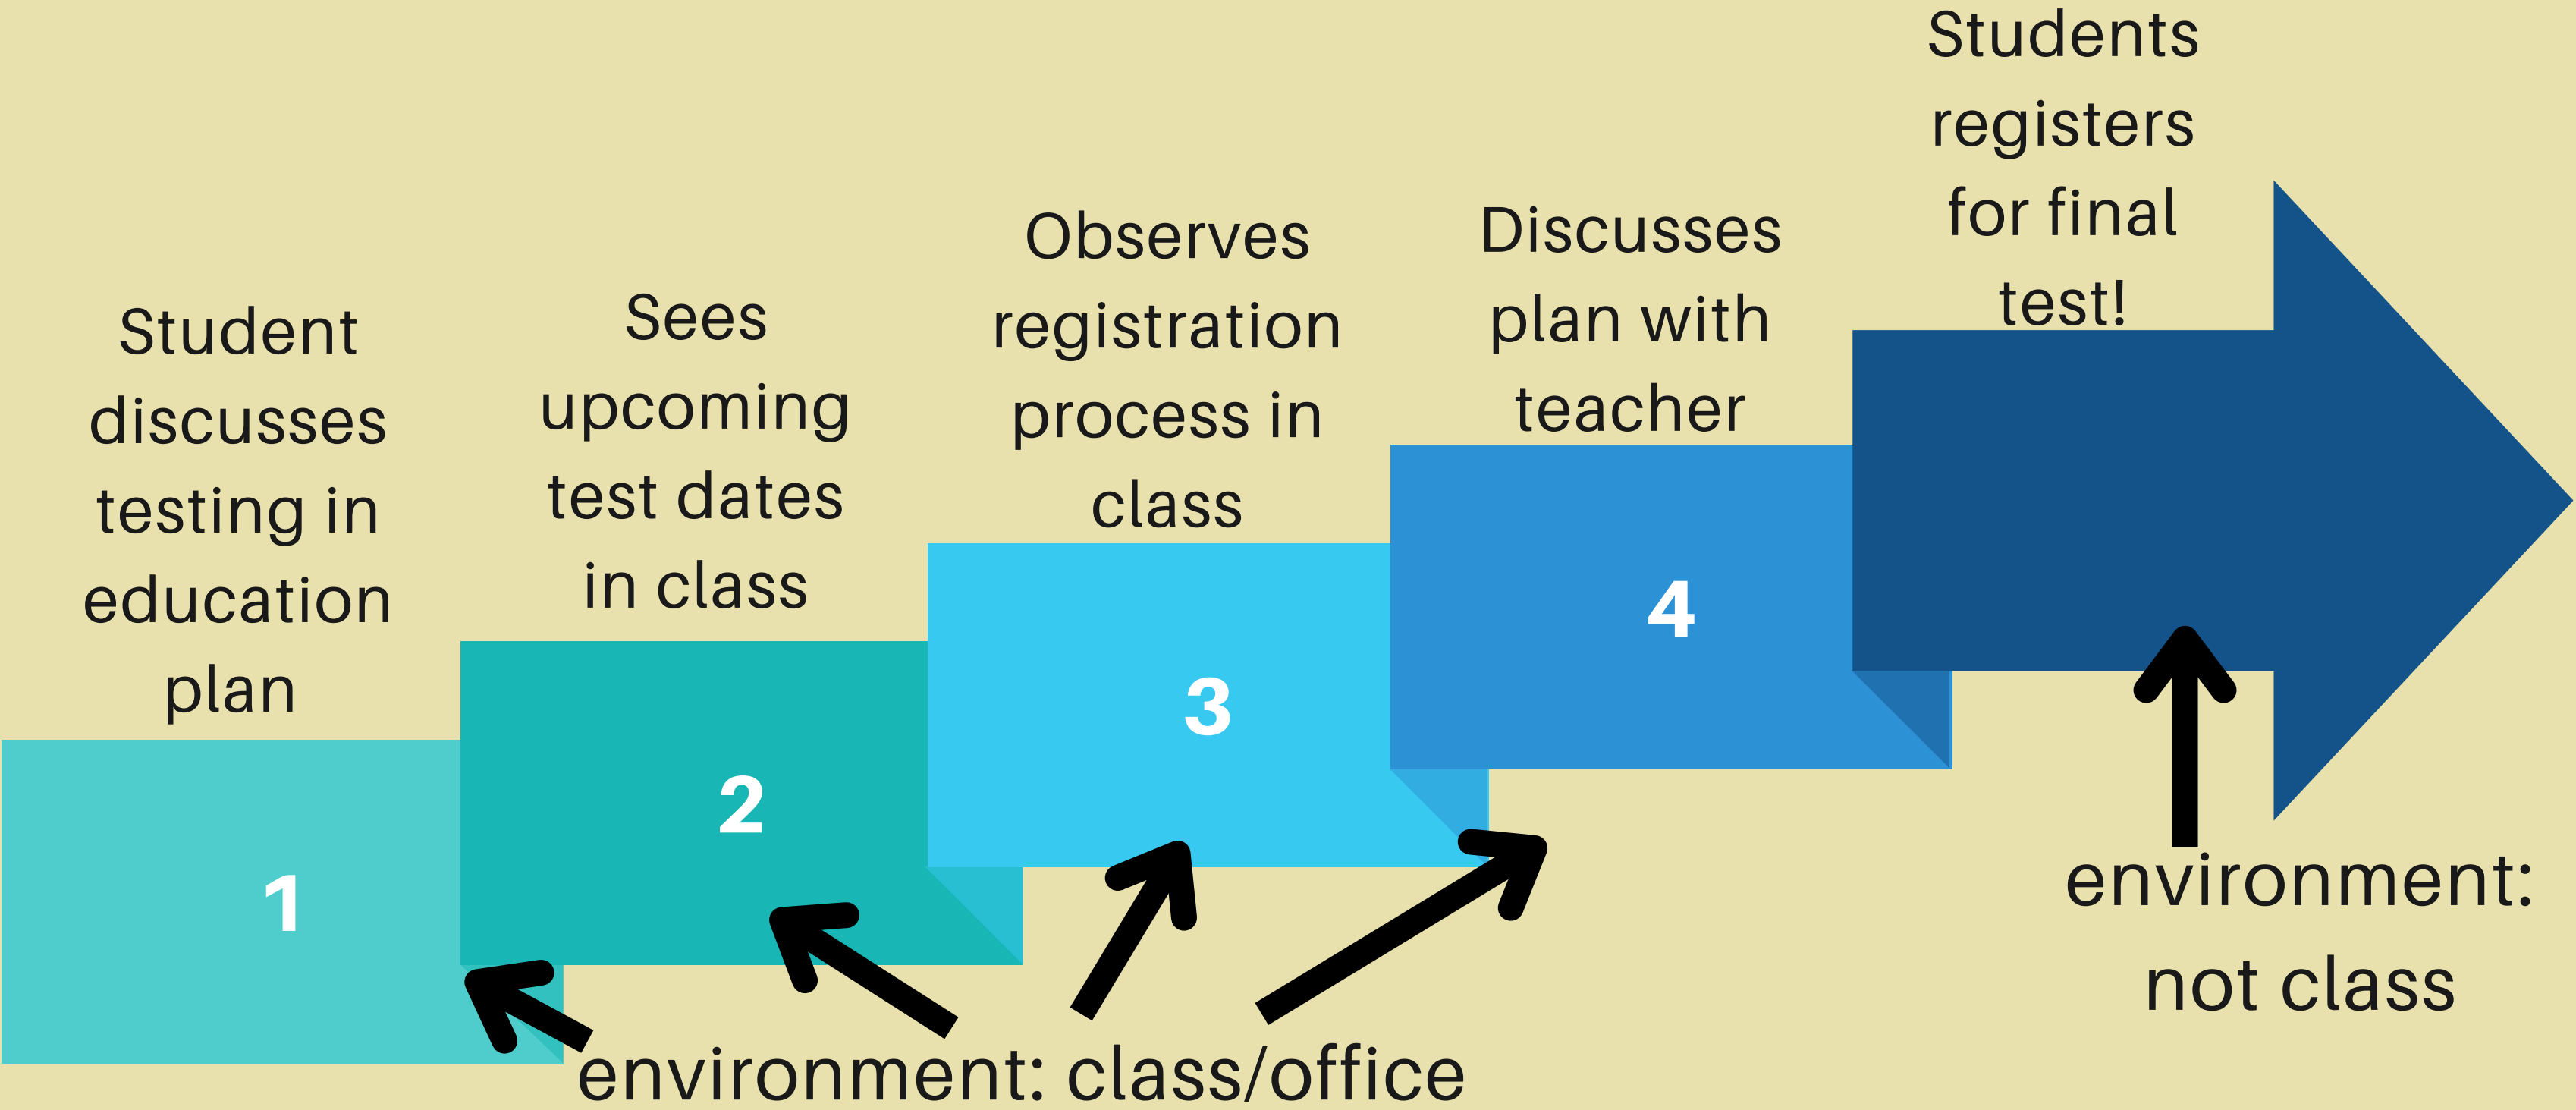 Student
discusses
testing in
education
plan
1
Sees
upcoming
test dates
in class
2
Observes
registration
process in
class
3
Discusses
plan with
teacher
4
Students
registers
for final
test!
environment: class/office
environment:
not class